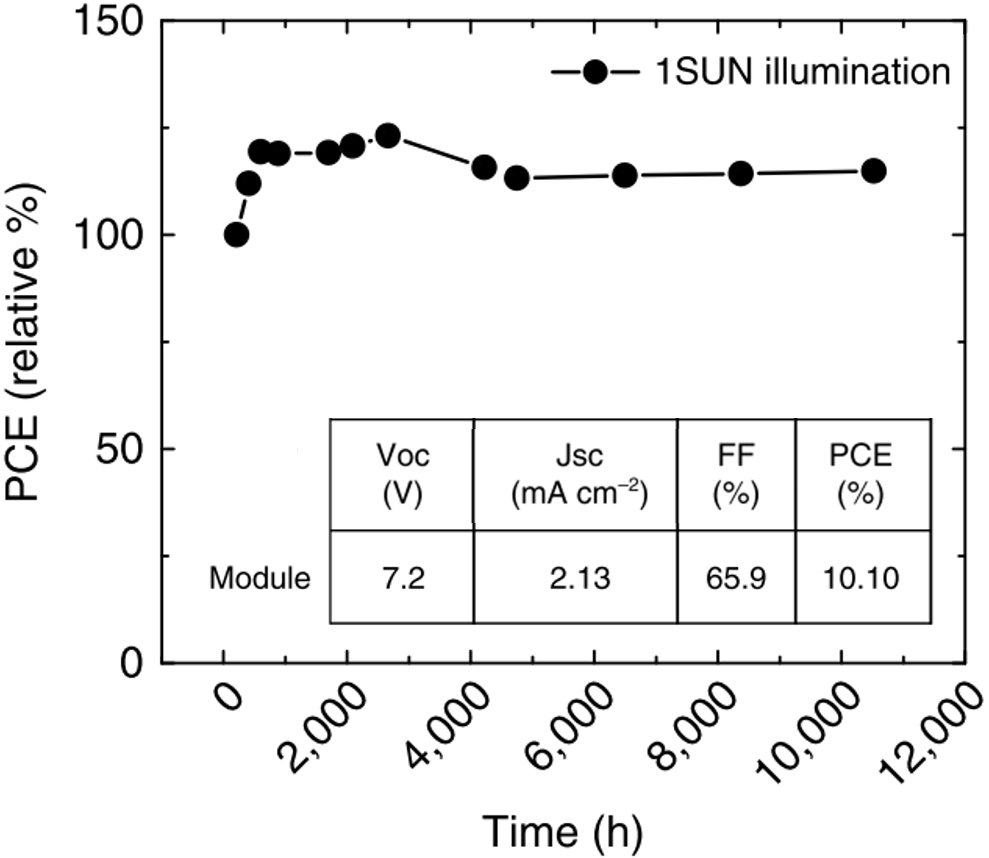 150
1SUN illumination
100
50
0
PCE (relative %)
Voc Jsc FF PCE
(V) (mA cm⁻²) (%) (%)
Module 7.2 2.13 65.9 10.10
0 2,000 4,000 6,000 8,000 10,000 12,000
Time (h)